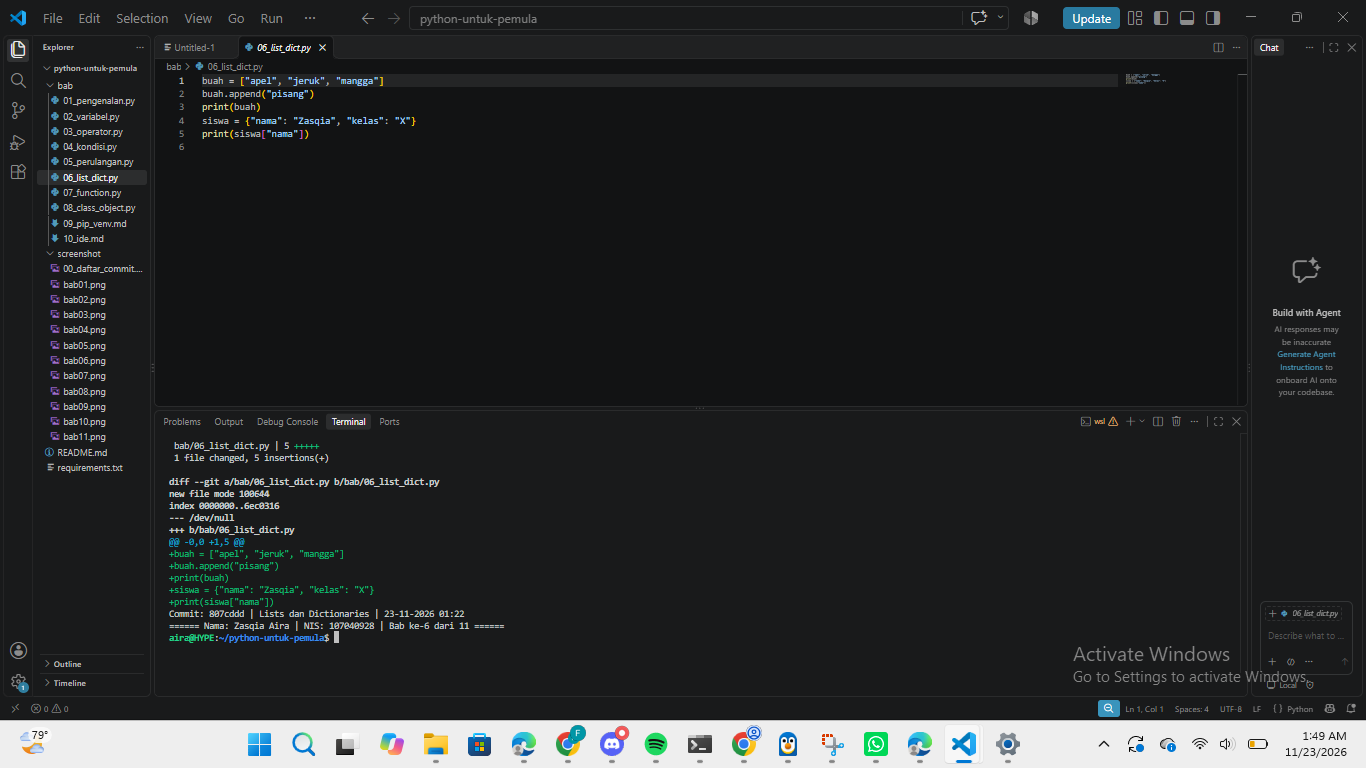 File Edit Selection View Go Run ···
python-untuk-pemula
Update
Explorer
python-untuk-pemula
bab
01_pengenalan.py
02_variabel.py
03_operator.py
04_kondisi.py
05_perulangan.py
06_list_dict.py
07_function.py
08_class_object.py
09_pip_venv.md
10_ide.md
screenshot
00_daftar_commit....
bab01.png
bab02.png
bab03.png
bab04.png
bab05.png
bab06.png
bab07.png
bab08.png
bab09.png
bab10.png
bab11.png
README.md
requirements.txt
Outline
Timeline
Untitled-1
06_list_dict.py
bab > 06_list_dict.py
1 buah = ["apel", "jeruk", "mangga"]
2 buah.append("pisang")
3 print(buah)
4 siswa = {"nama": "Zasqia", "kelas": "X"}
5 print(siswa["nama"])
6
Problems Output Debug Console Terminal Ports
wsl
bab/06_list_dict.py | 5 +++++
1 file changed, 5 insertions(+)
diff --git a/bab/06_list_dict.py b/bab/06_list_dict.py
new file mode 100644
index 0000000..6ec0316
--- /dev/null
+++ b/bab/06_list_dict.py
@@ -0,0 +1,5 @@
+buah = ["apel", "jeruk", "mangga"]
+buah.append("pisang")
+print(buah)
+siswa = {"nama": "Zasqia", "kelas": "X"}
+print(siswa["nama"])
Commit: 807cddd | Lists dan Dictionaries | 23-11-2026 01:22
====== Nama: Zasqia Aira | NIS: 107040928 | Bab ke-6 dari 11 ======
aira@HYPE:~/python-untuk-pemula$
Chat
Build with Agent
AI responses may
be inaccurate
Generate Agent
Instructions to
onboard AI onto
your codebase.
06_list_dict.py
Describe what to ...
Local
Activate Windows
Go to Settings to activate Windows.
0 0
Ln 1, Col 1 Spaces: 4 UTF-8 LF { } Python
1
79°
F
1:49 AM
11/23/2026